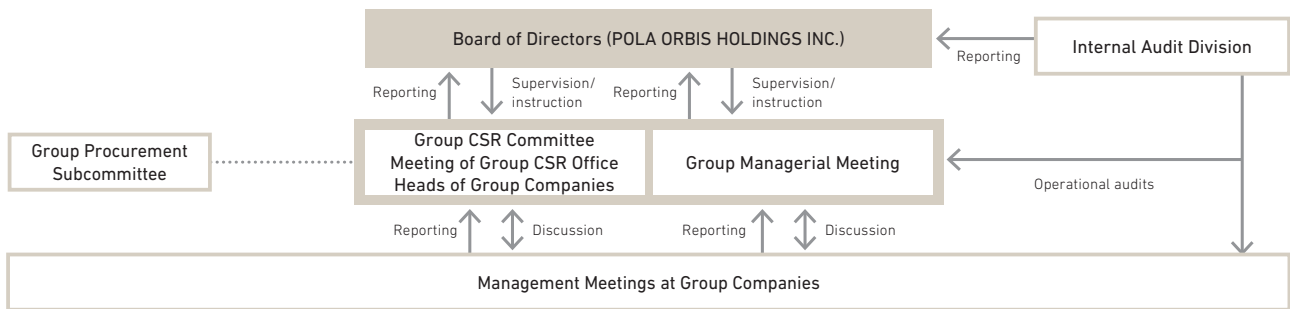 Board of Directors (POLA ORBIS HOLDINGS INC.)
Internal Audit Division
Reporting
Reporting
Supervision/
instruction
Reporting
Supervision/
instruction
Group Procurement
Subcommittee
Group CSR Committee
Meeting of Group CSR Office
Heads of Group Companies
Group Managerial Meeting
Operational audits
Reporting
Discussion
Reporting
Discussion
Management Meetings at Group Companies